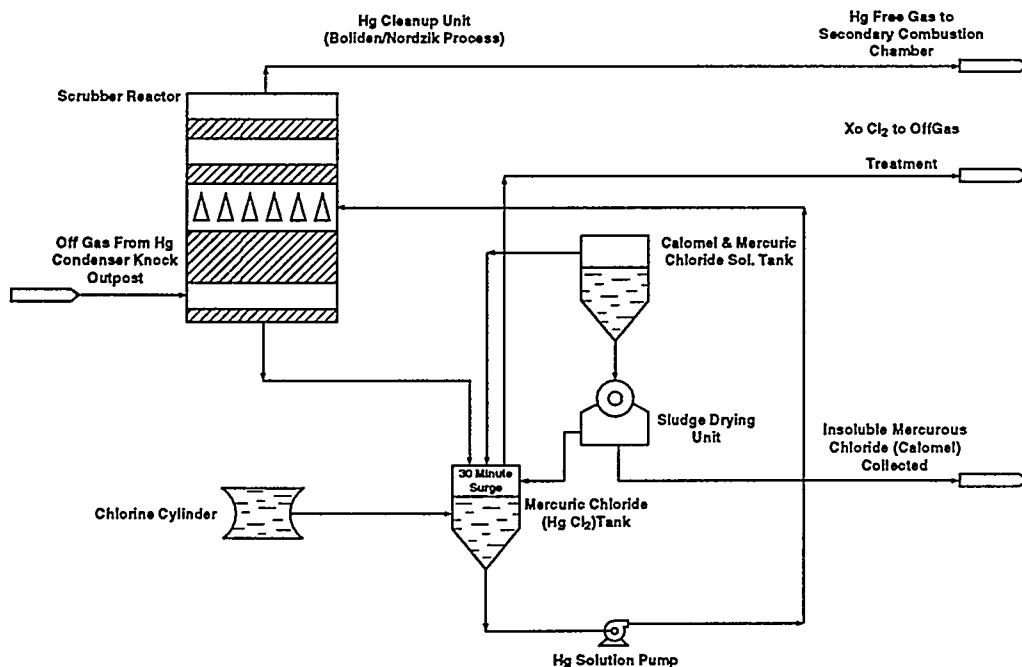 Hg Cleanup Unit
(Boliden/Nordzik Process)
Hg Free Gas to
Secondary Combustion
Chamber
Scrubber Reactor
Xo Cl₂ to OffGas
Treatment
Off Gas From Hg
Condenser Knock
Outpost
Calomel & Mercuric
Chloride Sol. Tank
Sludge Drying
Unit
Insoluble Mercurous
Chloride (Calomel)
Collected
30 Minute
Surge
Chlorine Cylinder
Mercuric Chloride
(Hg Cl₂)Tank
Hg Solution Pump